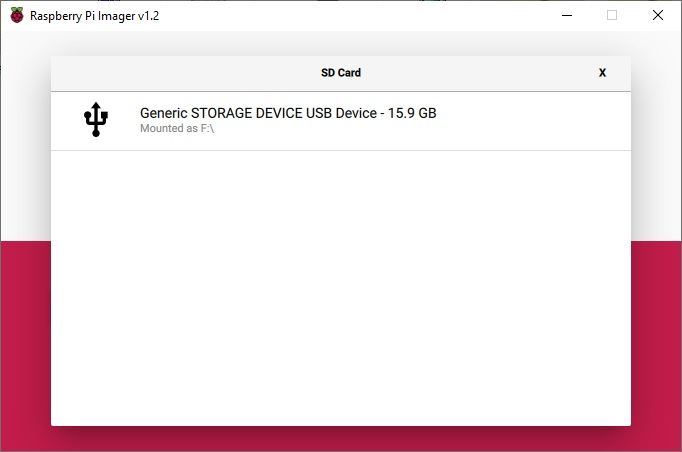 Raspberry Pi Imager v1.2
SD Card
X
Generic STORAGE DEVICE USB Device - 15.9 GB
Mounted as F:\